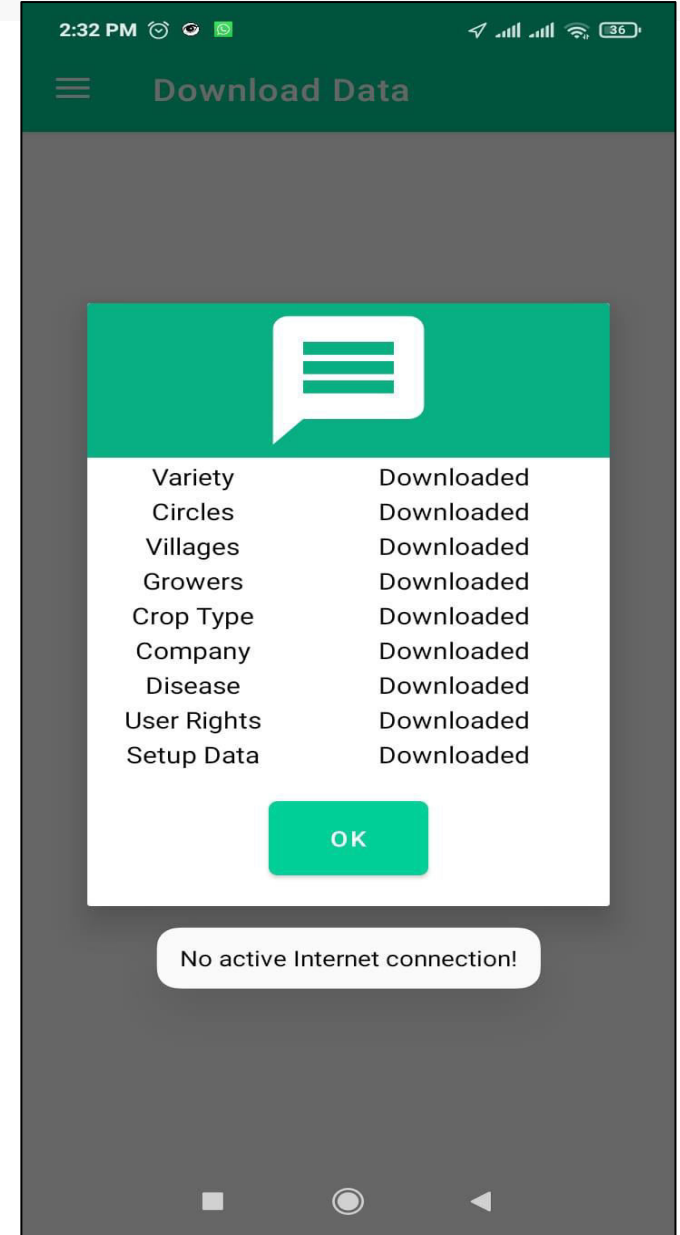 2:32 PM 36
Download Data
Variety Downloaded
Circles Downloaded
Villages Downloaded
Growers Downloaded
Crop Type Downloaded
Company Downloaded
Disease Downloaded
User Rights Downloaded
Setup Data Downloaded
OK
No active Internet connection!